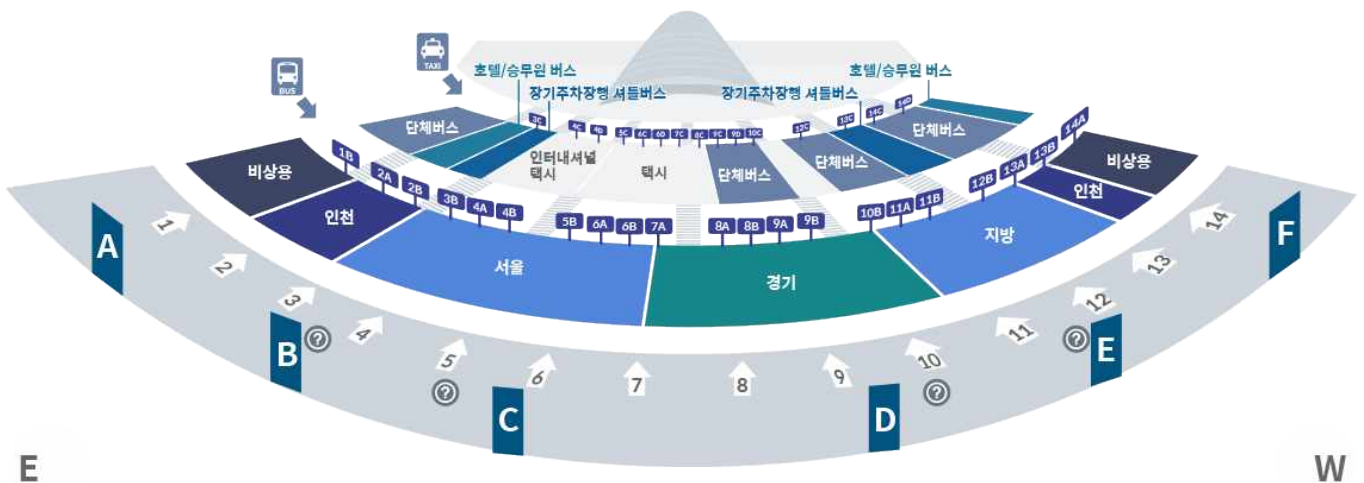 TAXI
BUS
호텔/승무원 버스
호텔/승무원 버스
장기주차장행 셔틀버스
장기주차장행 셔틀버스
3C
4C
4D
5C
6C
6D
7C
8C
9C
9D
10C
12C
13C
14C
14D
단체버스
인터내셔널
택시
택시
단체버스
단체버스
단체버스
1B
2A
2B
3B
4A
4B
5B
6A
6B
7A
8A
8B
9A
9B
10B
11A
11B
12B
13A
13B
14A
비상용
인천
서울
경기
지방
인천
비상용
1
2
3
4
5
6
7
8
9
10
11
12
13
14
?
?
?
?
A
B
C
D
E
F
E
W